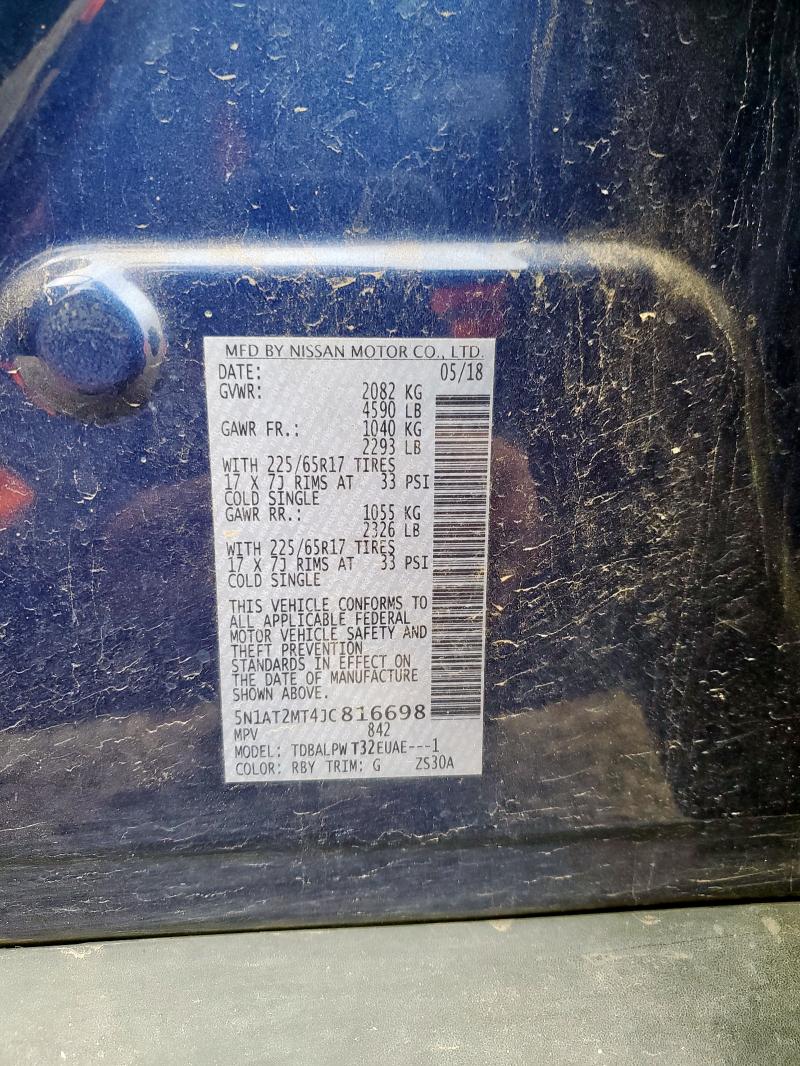 MFD BY NISSAN MOTOR CO., LTD.
DATE: 05/18
GVWR: 2082 KG
4590 LB
GAWR FR.: 1040 KG
2293 LB
WITH 225/65R17 TIRES
17 X 7J RIMS AT 33 PSI
COLD SINGLE
GAWR RR.: 1055 KG
2326 LB
WITH 225/65R17 TIRES
17 X 7J RIMS AT 33 PSI
COLD SINGLE
THIS VEHICLE CONFORMS TO
ALL APPLICABLE FEDERAL
MOTOR VEHICLE SAFETY AND
THEFT PREVENTION
STANDARDS IN EFFECT ON
THE DATE OF MANUFACTURE
SHOWN ABOVE.
5N1AT2MT4JC816698
MPV 842
MODEL: TDBALPW T32EUAE---1
COLOR: RBY TRIM: G ZS30A